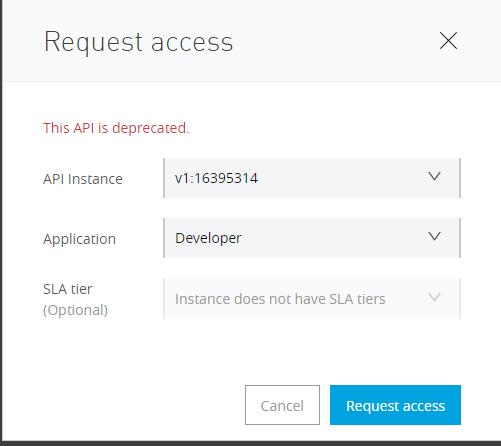 Request access
This API is deprecated.
API Instance
v1:16395314
Application
Developer
SLA tier
(Optional)
Instance does not have SLA tiers
Cancel
Request access